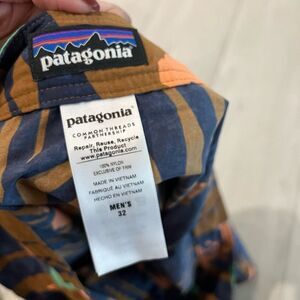 patagonia
patagonia
COMMON THREADS
PARTNERSHIP
Repair, Reuse, Recycle
This Product
www.patagonia.com
100% NYLON
EXCLUSIVE OF TRIM
MADE IN VIETNAM
FABRIQUÉ AU VIETNAM
HECHO EN VIETNAM
MEN'S
32